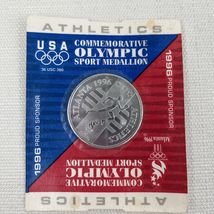 ATHLETICS
USA
36 USC 380
COMMEMORATIVE
OLYMPIC
SPORT MEDALLION
1996 PROUD SPONSOR
1996 PROUD SPONSOR
ATLANTA 1996
ATHLETICS
COMMEMORATIVE
OLYMPIC
SPORT MEDALLION
Atlanta 1996
ATHLETICS